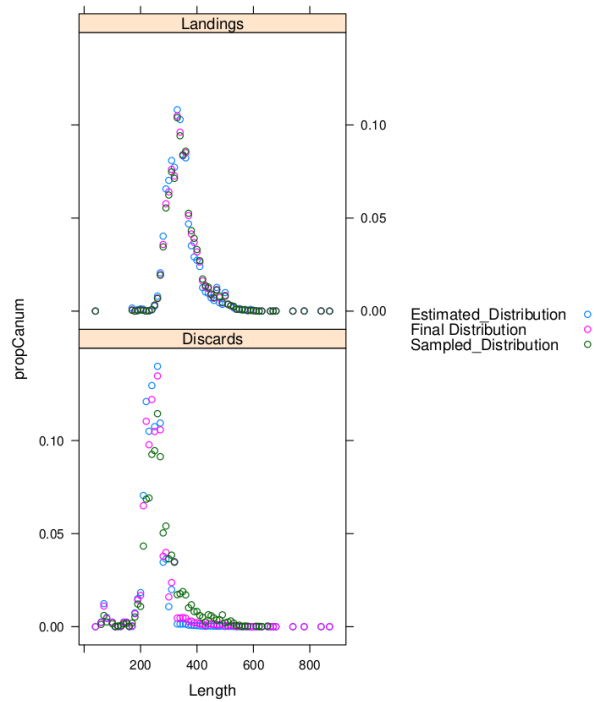 Landings
0.10
0.05
0.00
Discards
0.10
0.05
0.00
propCanum
200 400 600 800
Length
Estimated_Distribution
Final Distribution
Sampled_Distribution